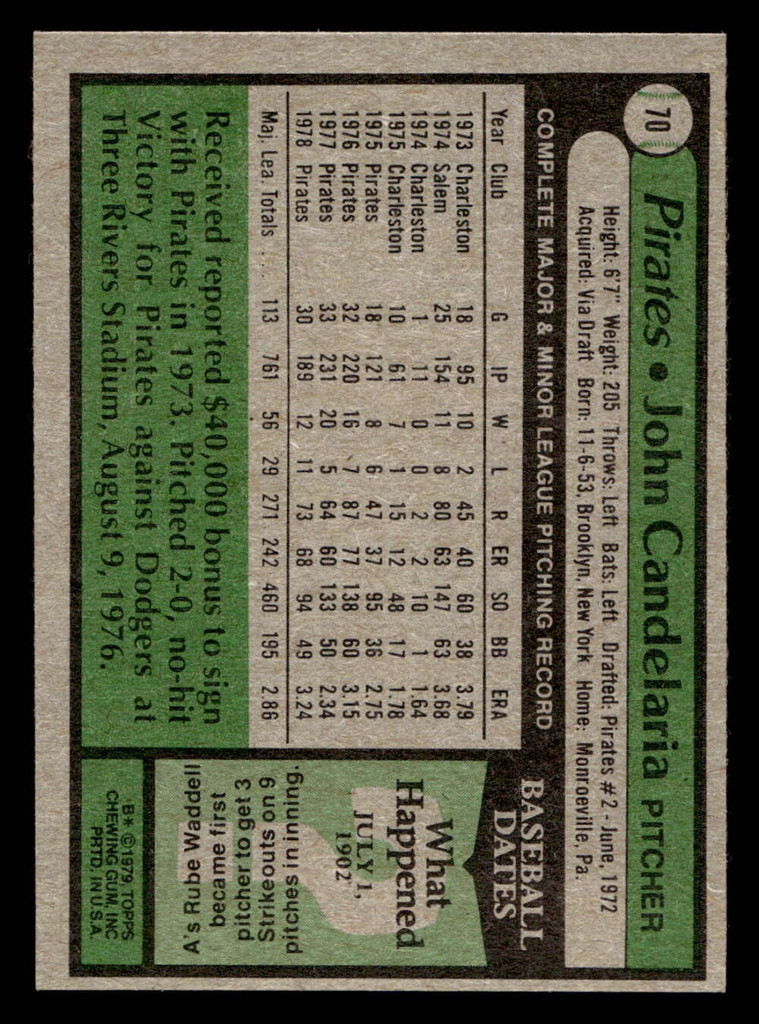 70
Pirates • John Candelaria PITCHER
Height: 6'7" Weight: 205 Throws: Left Bats: Left Drafted: Pirates #2 - June, 1972
Acquired: Via Draft Born: 11-6-53, Brooklyn, New York Home: Monroeville, Pa.
COMPLETE MAJOR & MINOR LEAGUE PITCHING RECORD
Year Club G IP W L R ER SO BB ERA
1973 Charleston 18 95 10 2 45 40 60 38 3.79
1974 Salem 25 154 11 8 80 63 147 63 3.68
1974 Charleston 1 11 0 0 2 2 10 1 1.64
1975 Charleston 10 61 7 1 15 12 48 17 1.78
1975 Pirates 18 121 8 6 47 37 95 36 2.75
1976 Pirates 32 220 16 7 87 77 138 60 3.15
1977 Pirates 33 231 20 5 64 60 133 50 2.34
1978 Pirates 30 189 12 11 73 68 94 49 3.24
Maj. Lea. Totals ... 113 761 56 29 271 242 460 195 2.86
Received reported $40,000 bonus to sign
with Pirates in 1973. Pitched 2-0, no-hit
Victory for Pirates against Dodgers at
Three Rivers Stadium, August 9, 1976.
BASEBALL
DATES
What
Happened
JULY 1,
1902
?
A's Rube Waddell
became first
pitcher to get 3
Strikeouts on 9
pitches in inning.
B* ©1979, TOPPS
CHEWING GUM, INC
PRTD. IN U.S.A.